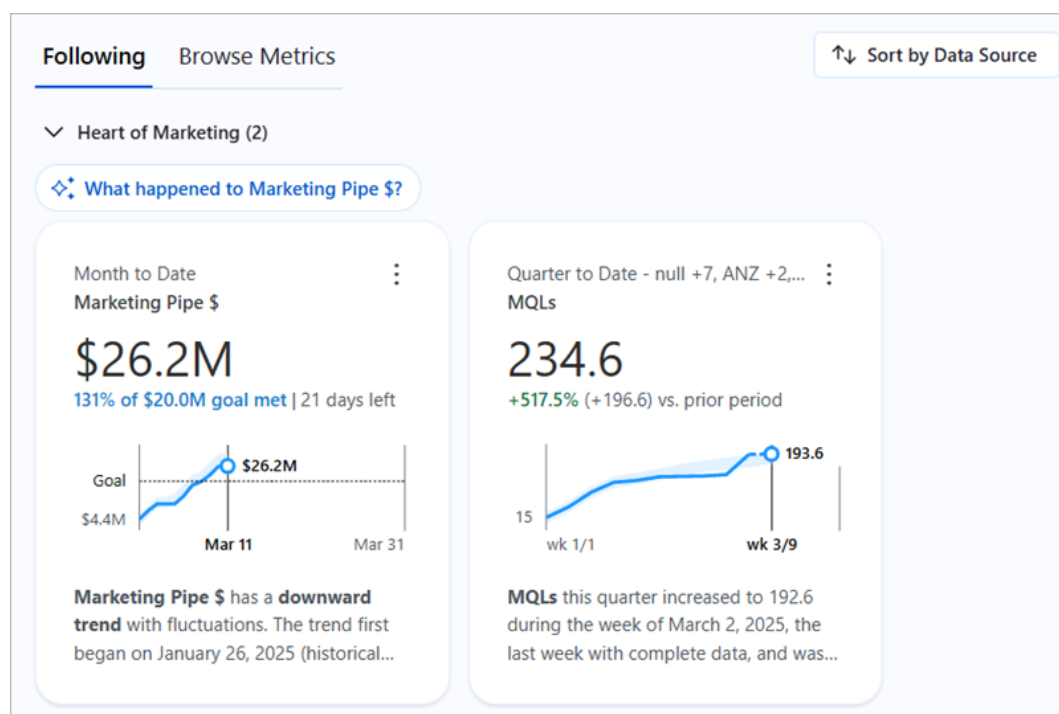 Following
Browse Metrics
Sort by Data Source
Heart of Marketing (2)
What happened to Marketing Pipe $?
Month to Date
Marketing Pipe $
$26.2M
131% of $20.0M goal met | 21 days left
Goal
$4.4M
$26.2M
Mar 11
Mar 31
Marketing Pipe $ has a downward
trend with fluctuations. The trend first
began on January 26, 2025 (historical...
Quarter to Date - null +7, ANZ +2,...
MQLs
234.6
+517.5% (+196.6) vs. prior period
193.6
15
wk 1/1
wk 3/9
MQLs this quarter increased to 192.6
during the week of March 2, 2025, the
last week with complete data, and was...